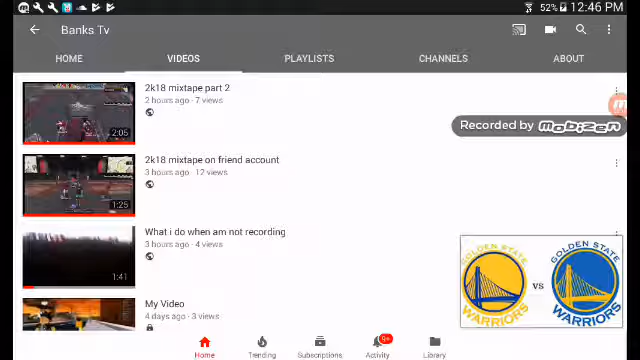 52% 12:46 PM
Banks Tv
HOME VIDEOS PLAYLISTS CHANNELS ABOUT
2k18 mixtape part 2
2 hours ago · 7 views
2:05
Recorded by mobizen
2k18 mixtape on friend account
3 hours ago · 12 views
1:25
What i do when am not recording
3 hours ago · 4 views
1:41
GOLDEN STATE WARRIORS
vs
GOLDEN STATE WARRIORS
My Video
4 days ago · 3 views
9+
Home Trending Subscriptions Activity Library